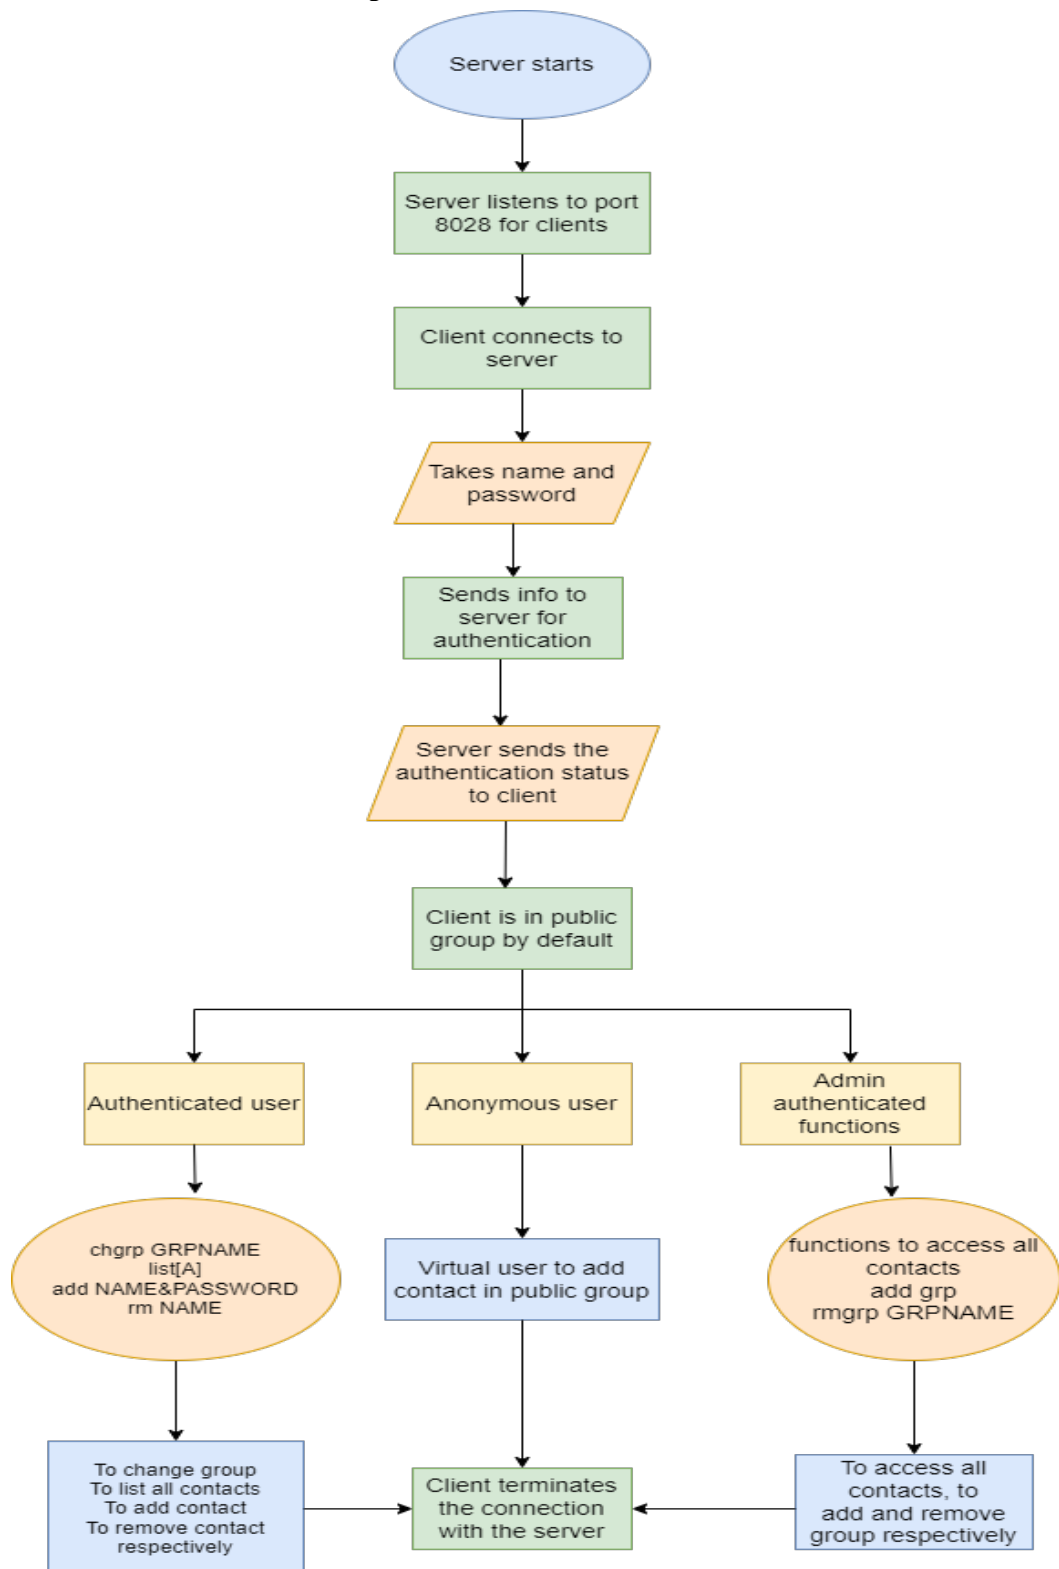 Server starts
Server listens to port
8028 for clients
Client connects to
server
Takes name and
password
Sends info to
server for
authentication
Server sends the
authentication status
to client
Client is in public
group by default
Authenticated user
Anonymous user
Admin
authenticated
functions
chgrp GRPNAME
list[A]
add NAME&PASSWORD
rm NAME
Virtual user to add
contact in public group
functions to access all
contacts
add grp
rmgrp GRPNAME
To change group
To list all contacts
To add contact
To remove contact
respectively
Client terminates
the connection
with the server
To access all
contacts, to
add and remove
group respectively